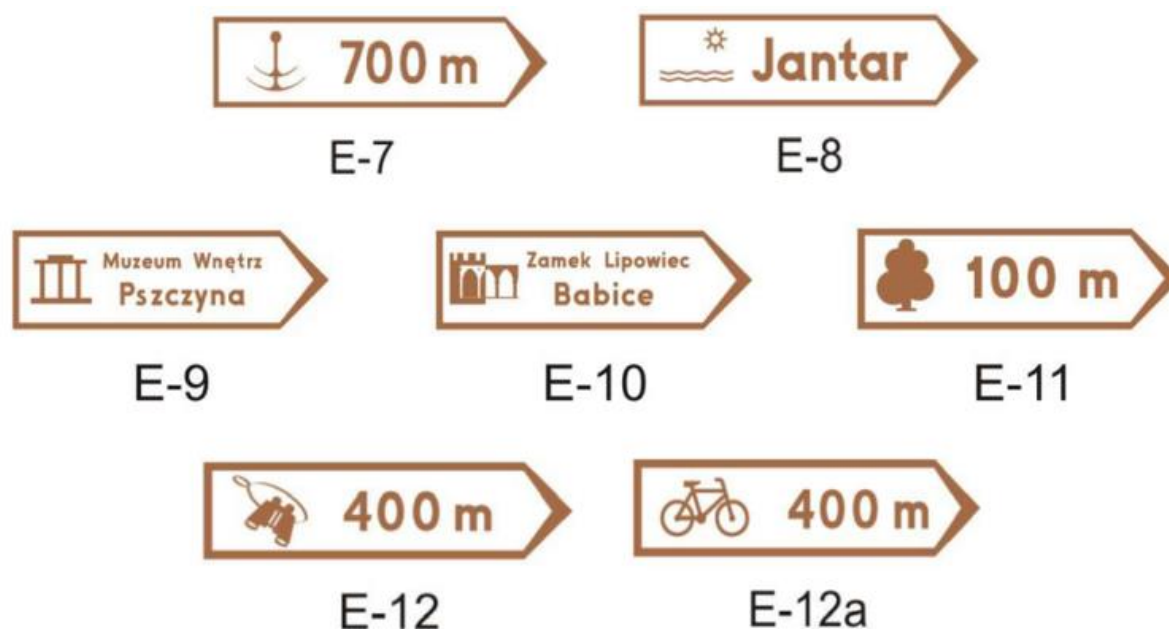 700 m
Jantar
E-7
E-8
Muzeum Wnętrz
Pszczyna
Zamek Lipowiec
Babice
100 m
E-9
E-10
E-11
400 m
400 m
E-12
E-12a